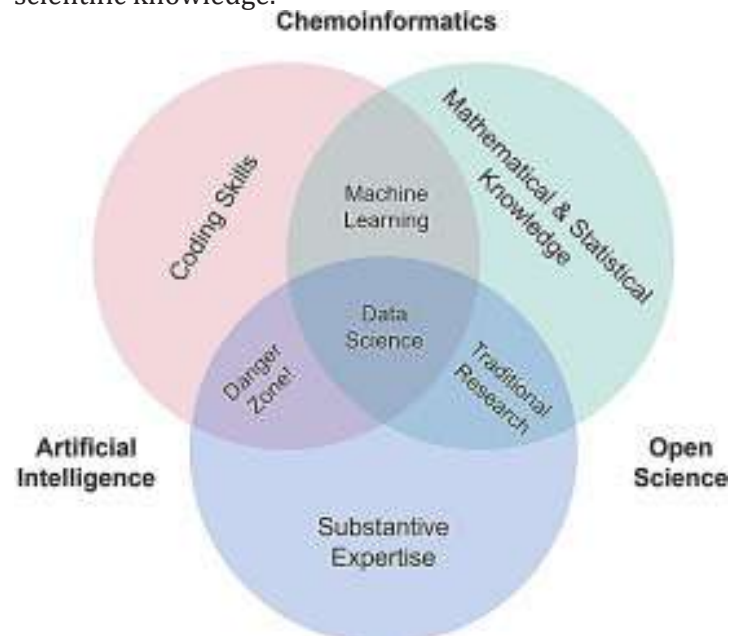 scientific knowledge.
Chemoinformatics
Coding Skills
Mathematical & Statistical
Knowledge
Machine
Learning
Data
Science
Danger
Zone!
Traditional
Research
Artificial
Intelligence
Open
Science
Substantive
Expertise